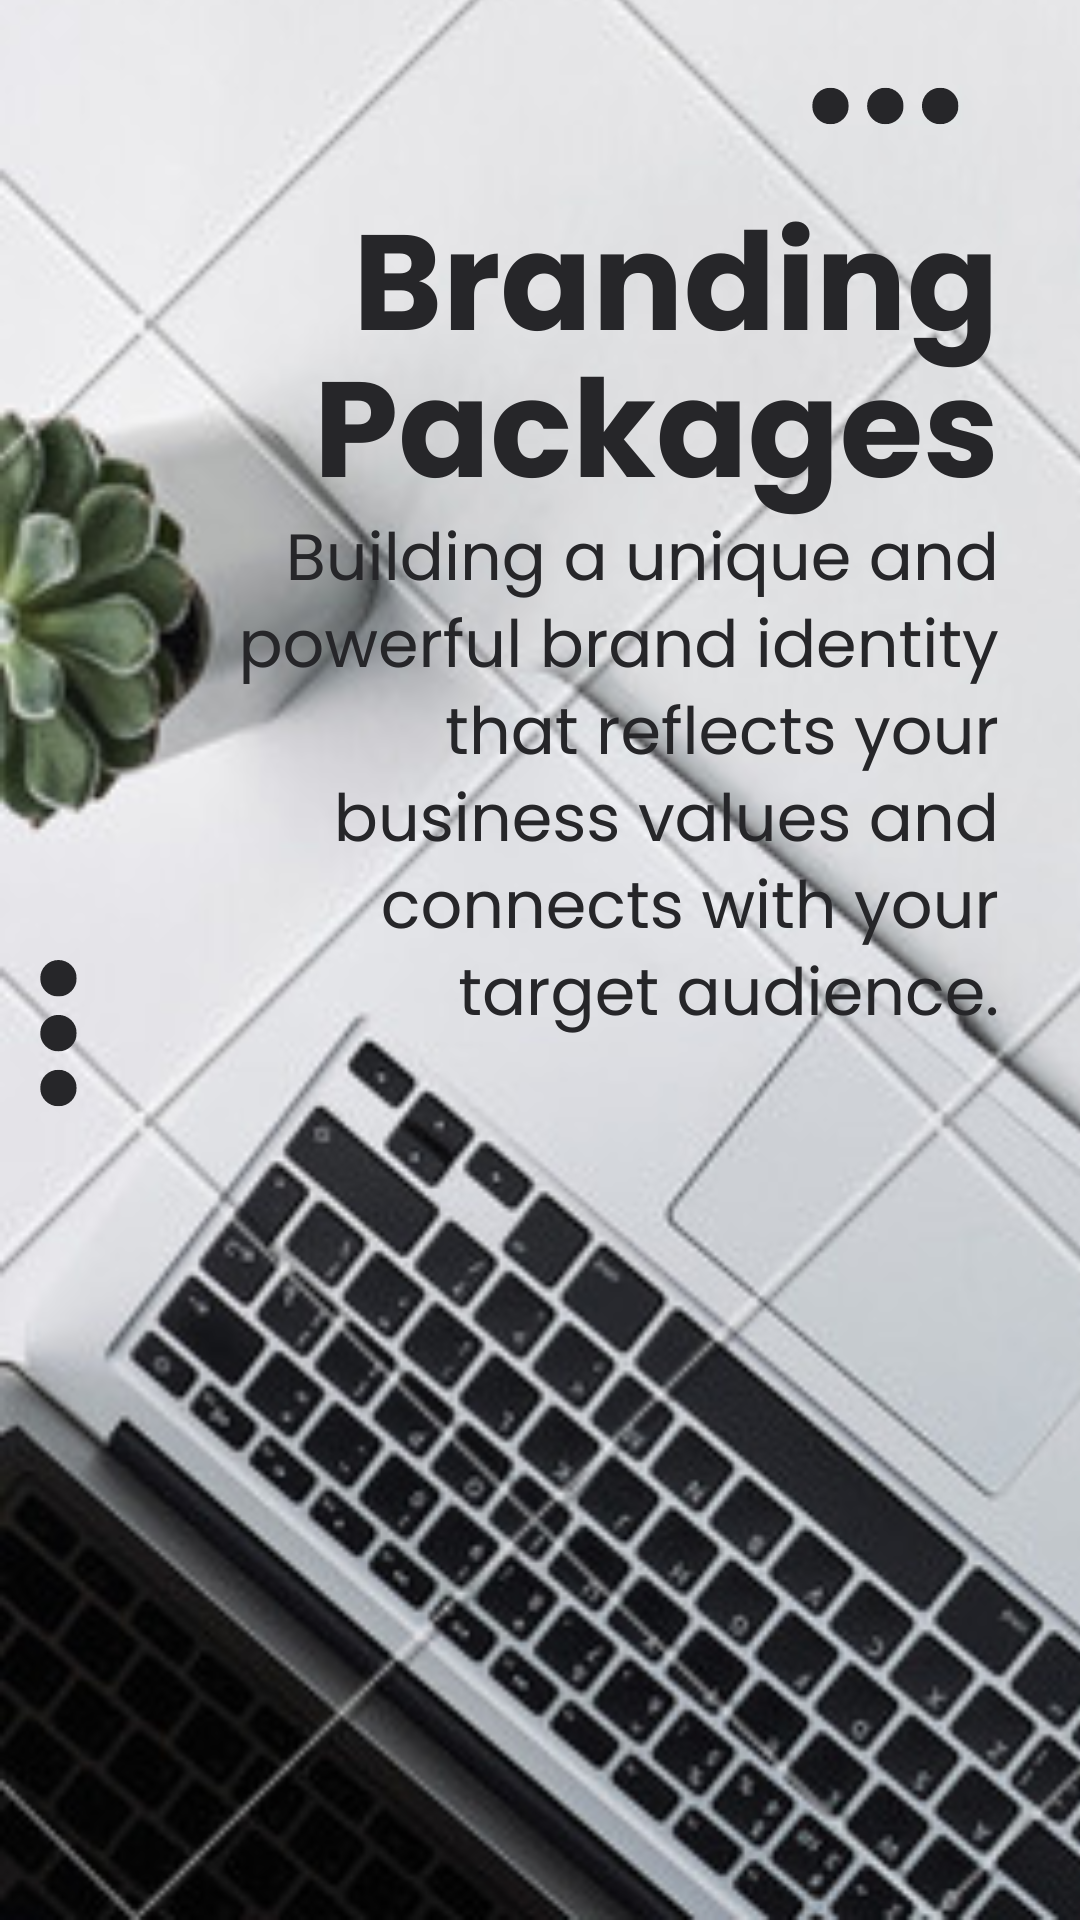 Branding
Packages
Building a unique and
powerful brand identity
that reflects your
business values and
connects with your
target audience.